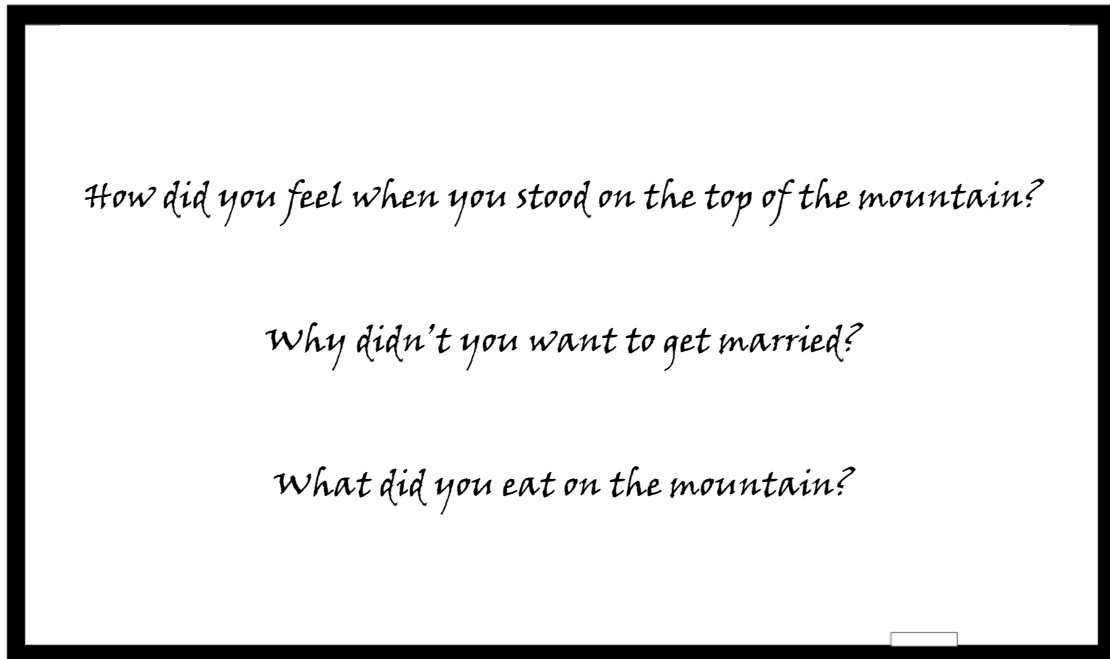 How did you feel when you stood on the top of the mountain?
Why didn't you want to get married?
What did you eat on the mountain?